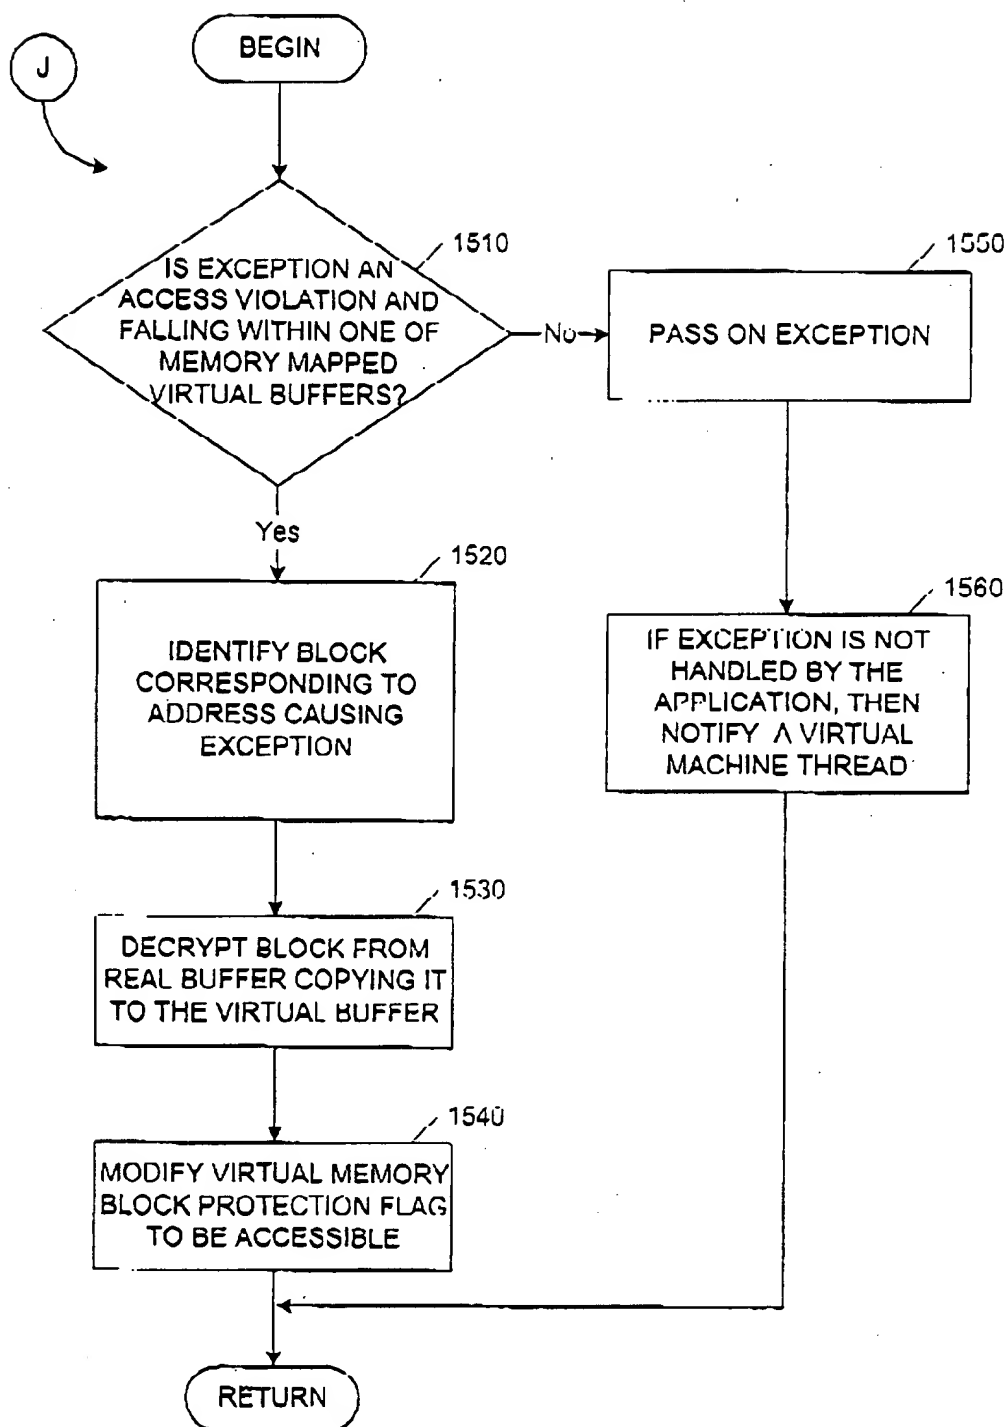 J
BEGIN
1510
IS EXCEPTION AN
ACCESS VIOLATION AND
FALLING WITHIN ONE OF
MEMORY MAPPED
VIRTUAL BUFFERS?
No
1550
PASS ON EXCEPTION
Yes
1520
IDENTIFY BLOCK
CORRESPONDING TO
ADDRESS CAUSING
EXCEPTION
1560
IF EXCEPTION IS NOT
HANDLED BY THE
APPLICATION, THEN
NOTIFY A VIRTUAL
MACHINE THREAD
1530
DECRYPT BLOCK FROM
REAL BUFFER COPYING IT
TO THE VIRTUAL BUFFER
1540
MODIFY VIRTUAL MEMORY
BLOCK PROTECTION FLAG
TO BE ACCESSIBLE
RETURN